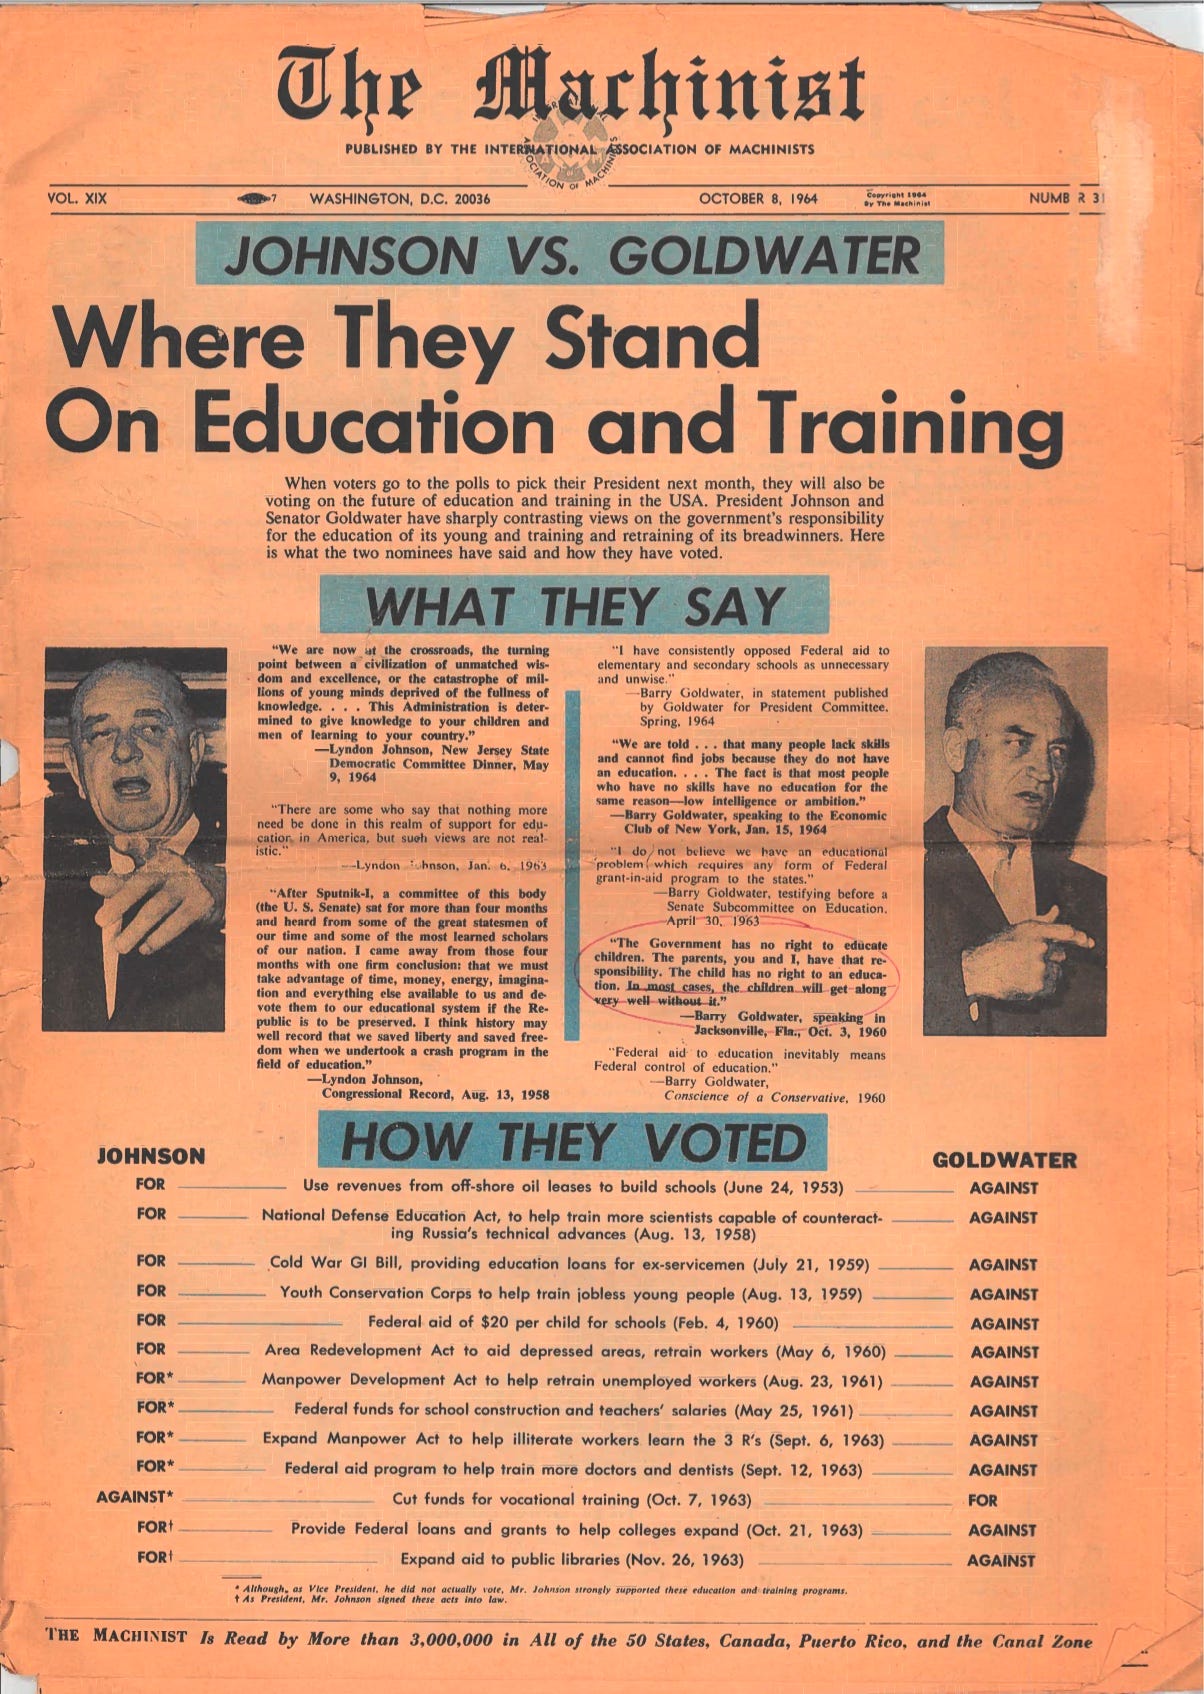 The Machinist
INTERNATIONAL
ASSOCIATION OF MACHINISTS
PUBLISHED BY THE INTERNATIONAL ASSOCIATION OF MACHINISTS
VOL. XIX 7 WASHINGTON, D.C. 20036 OCTOBER 8, 1964 Copyright 1964 NUMB R 31
By The Machinist
JOHNSON VS. GOLDWATER
Where They Stand
On Education and Training
When voters go to the polls to pick their President next month, they will also be
voting on the future of education and training in the USA. President Johnson and
Senator Goldwater have sharply contrasting views on the government's responsibility
for the education of its young and training and retraining of its breadwinners. Here
is what the two nominees have said and how they have voted.
WHAT THEY SAY
"We are now at the crossroads, the turning
point between a civilization of unmatched wis-
dom and excellence, or the catastrophe of mil-
lions of young minds deprived of the fullness of
knowledge. . . . This Administration is deter-
mined to give knowledge to your children and
men of learning to your country."
—Lyndon Johnson, New Jersey State
Democratic Committee Dinner, May
9, 1964
"There are some who say that nothing more
need be done in this realm of support for edu-
cation in America, but such views are not real-
istic."
—Lyndon Johnson, Jan. 6, 1963
"After Sputnik-I, a committee of this body
(the U. S. Senate) sat for more than four months
and heard from some of the great statesmen of
our time and some of the most learned scholars
of our nation. I came away from those four
months with one firm conclusion: that we must
take advantage of time, money, energy, imagina-
tion and everything else available to us and de-
vote them to our educational system if the Re-
public is to be preserved. I think history may
well record that we saved liberty and saved free-
dom when we undertook a crash program in the
field of education."
—Lyndon Johnson,
Congressional Record, Aug. 13, 1958
"I have consistently opposed Federal aid to
elementary and secondary schools as unnecessary
and unwise."
—Barry Goldwater, in statement published
by Goldwater for President Committee.
Spring, 1964
"We are told . . . that many people lack skills
and cannot find jobs because they do not have
an education. . . . The fact is that most people
who have no skills have no education for the
same reason—low intelligence or ambition."
—Barry Goldwater, speaking to the Economic
Club of New York, Jan. 15, 1964
"I do not believe we have an educational
problem which requires any form of Federal
grant-in-aid program to the states."
—Barry Goldwater, testifying before a
Senate Subcommittee on Education,
April 30, 1963
"The Government has no right to educate
children. The parents, you and I, have that re-
sponsibility. The child has no right to an educa-
tion. In most cases, the children will get along
very well without it."
—Barry Goldwater, speaking in
Jacksonville, Fla., Oct. 3, 1960
"Federal aid to education inevitably means
Federal control of education."
—Barry Goldwater,
Conscience of a Conservative, 1960
HOW THEY VOTED
JOHNSON GOLDWATER
FOR Use revenues from off-shore oil leases to build schools (June 24, 1953) AGAINST
FOR National Defense Education Act, to help train more scientists capable of counteract- AGAINST
ing Russia's technical advances (Aug. 13, 1958)
FOR Cold War GI Bill, providing education loans for ex-servicemen (July 21, 1959) AGAINST
FOR Youth Conservation Corps to help train jobless young people (Aug. 13, 1959) AGAINST
FOR Federal aid of $20 per child for schools (Feb. 4, 1960) AGAINST
FOR Area Redevelopment Act to aid depressed areas, retrain workers (May 6, 1960) AGAINST
FOR* Manpower Development Act to help retrain unemployed workers (Aug. 23, 1961) AGAINST
FOR* Federal funds for school construction and teachers' salaries (May 25, 1961) AGAINST
FOR* Expand Manpower Act to help illiterate workers learn the 3 R's (Sept. 6, 1963) AGAINST
FOR* Federal aid program to help train more doctors and dentists (Sept. 12, 1963) AGAINST
AGAINST* Cut funds for vocational training (Oct. 7, 1963) FOR
FOR† Provide Federal loans and grants to help colleges expand (Oct. 21, 1963) AGAINST
FOR† Expand aid to public libraries (Nov. 26, 1963) AGAINST
* Although, as Vice President, he did not actually vote, Mr. Johnson strongly supported these education and training programs.
† As President, Mr. Johnson signed these acts into law.
THE MACHINIST Is Read by More than 3,000,000 in All of the 50 States, Canada, Puerto Rico, and the Canal Zone